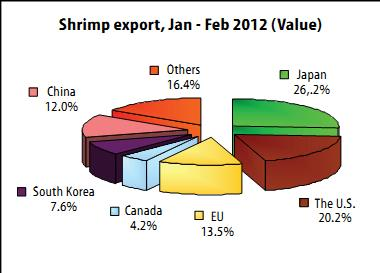 Shrimp export, Jan - Feb 2012 (Value)
Others
16.4%
Japan
26,.2%
China
12.0%
South Korea
7.6%
Canada
4.2%
EU
13.5%
The U.S.
20.2%